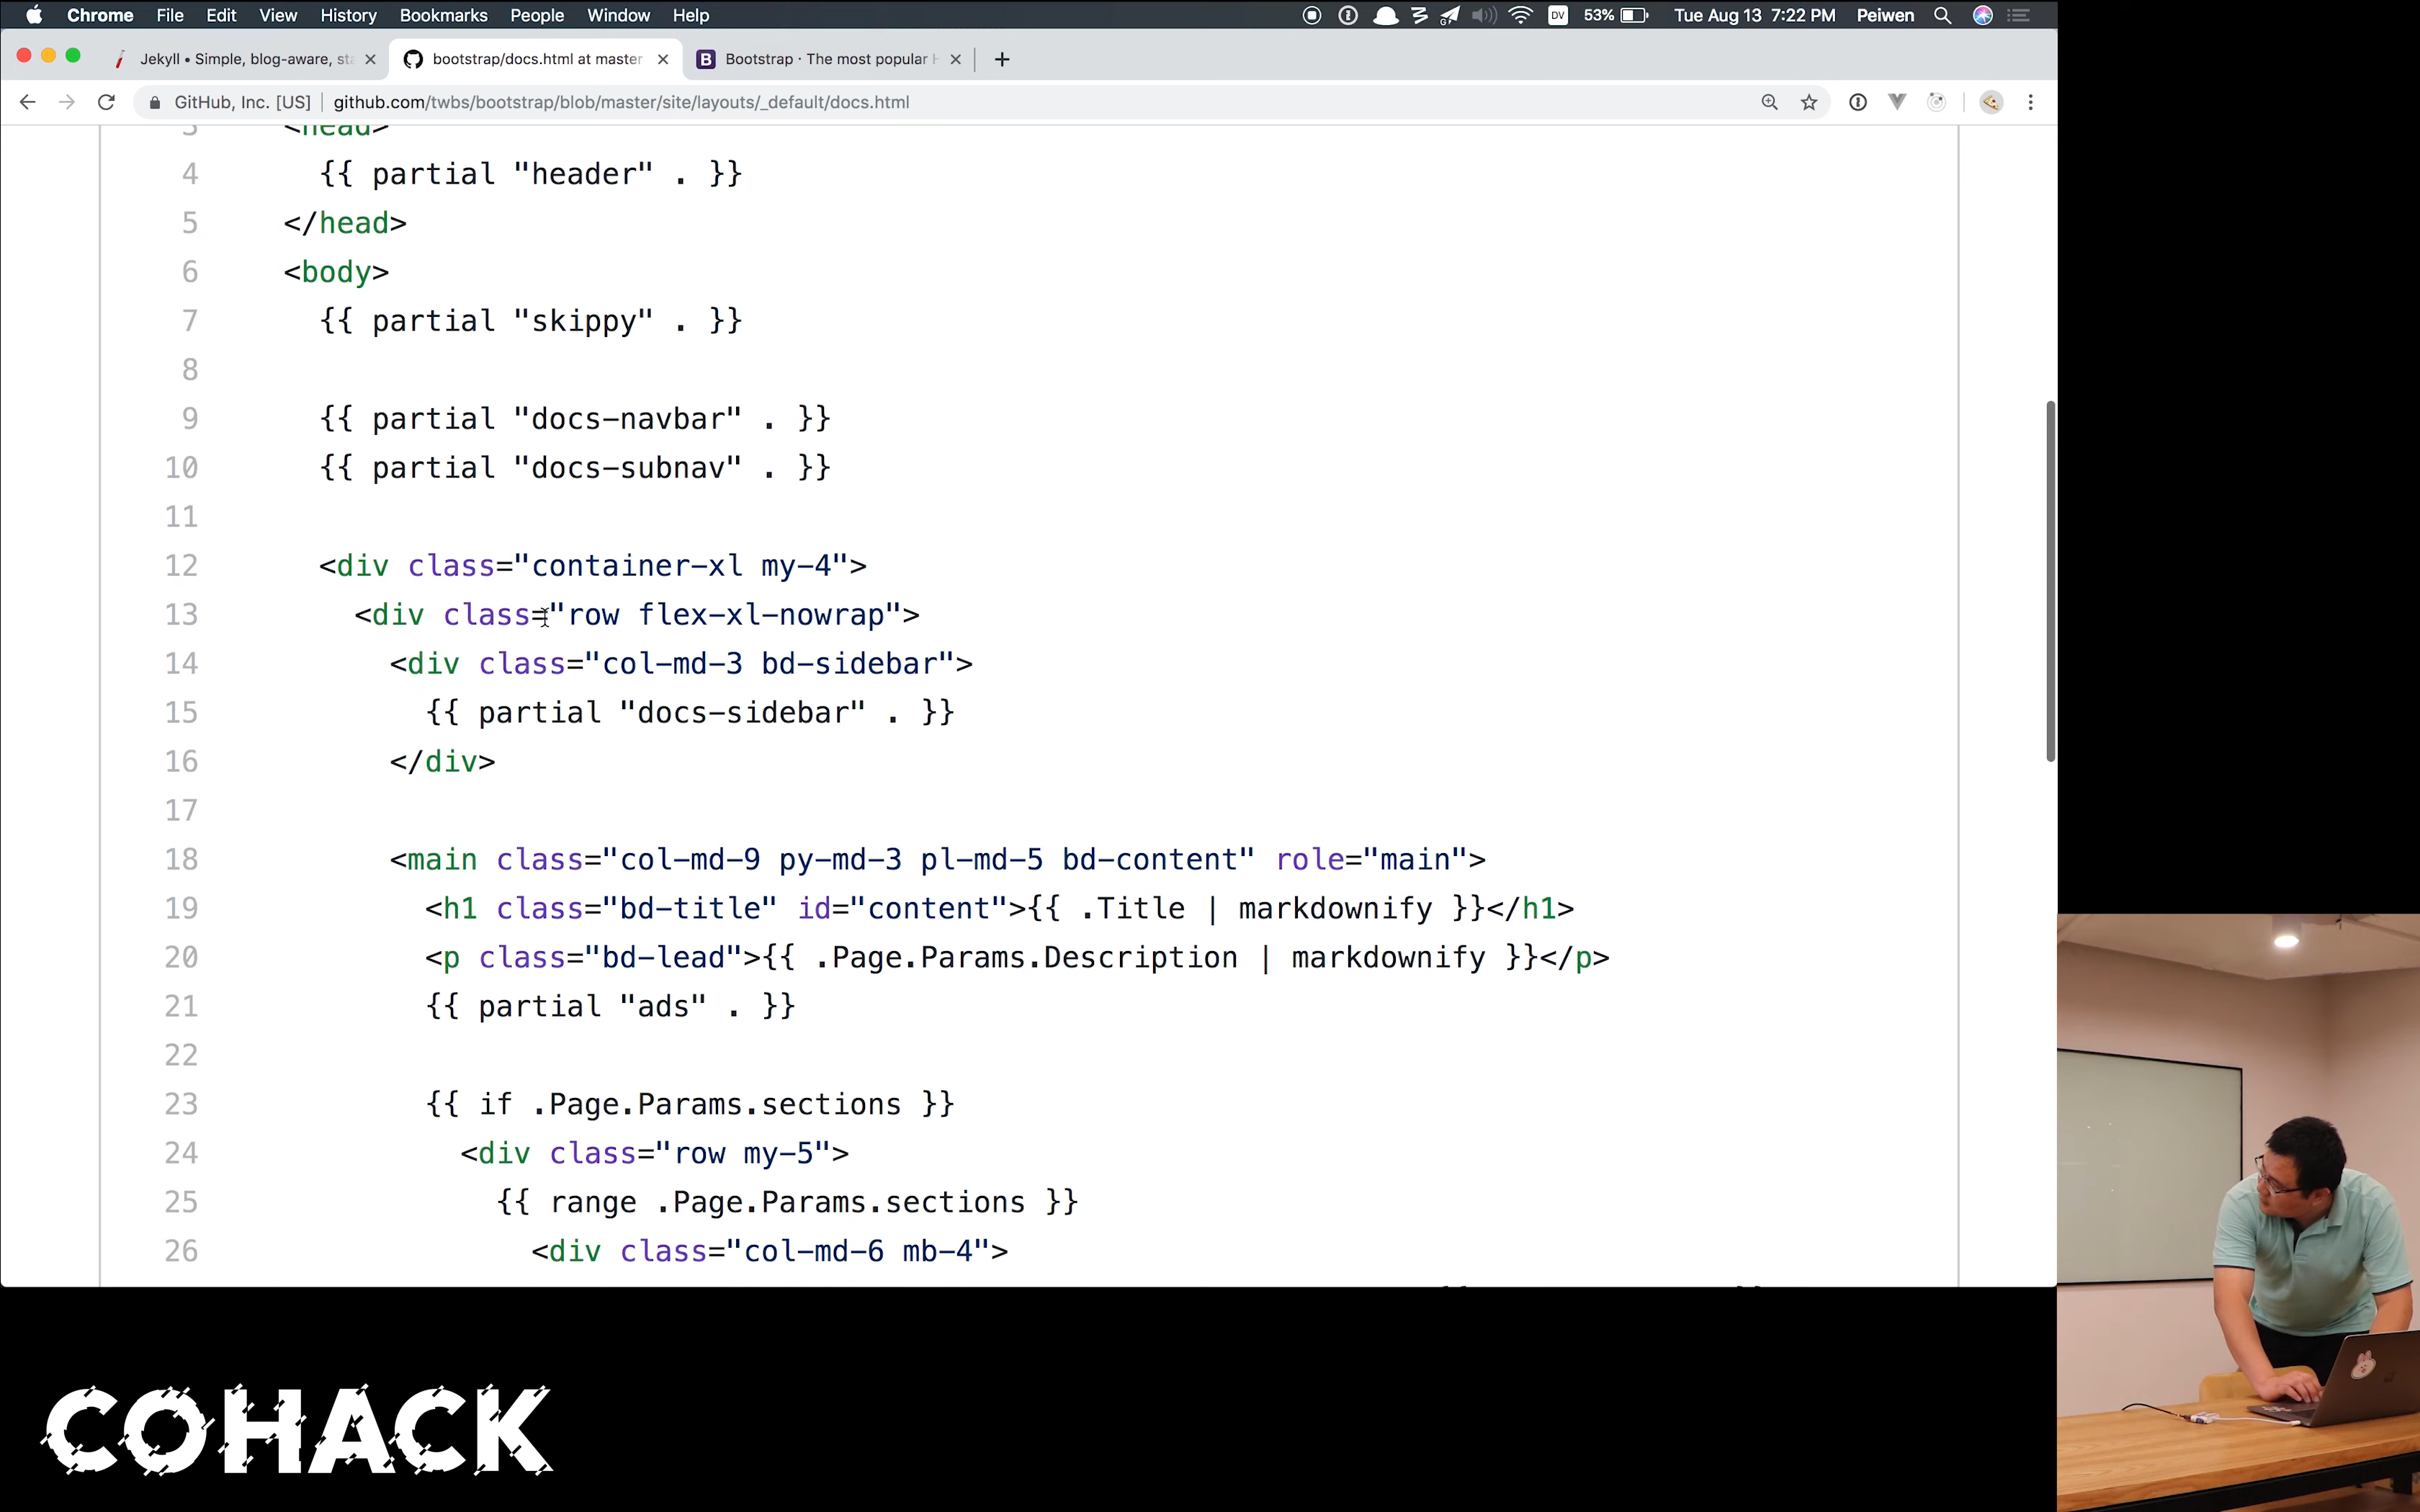 Chrome File Edit View History Bookmarks People Window Help 53% Tue Aug 13 7:22 PM Peiwen
Jekyll • Simple, blog-aware, sta
bootstrap/docs.html at master
B Bootstrap · The most popular H
GitHub, Inc. [US] | github.com/twbs/bootstrap/blob/master/site/layouts/_default/docs.html
3 <head>
4 {{ partial "header" . }}
5 </head>
6 <body>
7 {{ partial "skippy" . }}
8
9 {{ partial "docs-navbar" . }}
10 {{ partial "docs-subnav" . }}
11
12 <div class="container-xl my-4">
13 <div class="row flex-xl-nowrap">
14 <div class="col-md-3 bd-sidebar">
15 {{ partial "docs-sidebar" . }}
16 </div>
17
18 <main class="col-md-9 py-md-3 pl-md-5 bd-content" role="main">
19 <h1 class="bd-title" id="content">{{ .Title | markdownify }}</h1>
20 <p class="bd-lead">{{ .Page.Params.Description | markdownify }}</p>
21 {{ partial "ads" . }}
22
23 {{ if .Page.Params.sections }}
24 <div class="row my-5">
25 {{ range .Page.Params.sections }}
26 <div class="col-md-6 mb-4">
COHACK